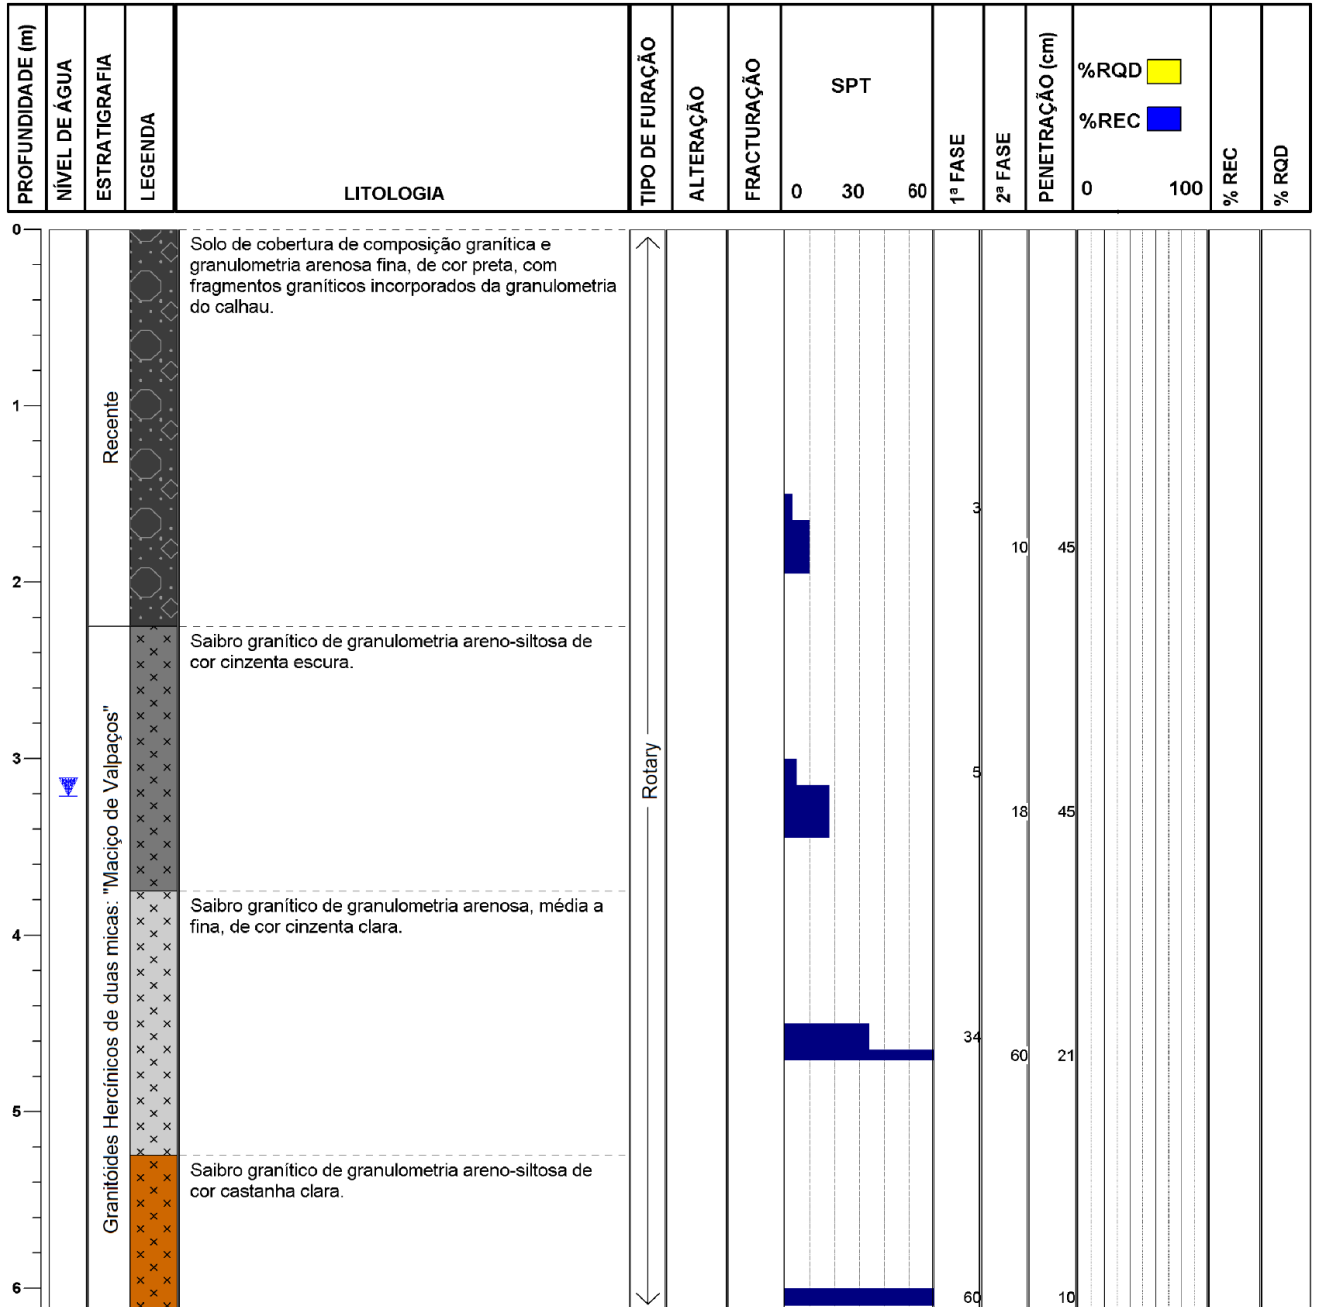 PROFUNDIDADE (m)
NÍVEL DE ÁGUA
ESTRATIGRAFIA
LEGENDA
LITOLOGIA
TIPO DE FURAÇÃO
ALTERAÇÃO
FRACTURAÇÃO
SPT
0 30 60
1ª FASE
2ª FASE
PENETRAÇÃO (cm)
%RQD
%REC
0 100
% REC
% RQD
0
Solo de cobertura de composição granítica e
granulometria arenosa fina, de cor preta, com
fragmentos graníticos incorporados da granulometria
do calhau.
1
Recente
3
10 45
2
Saibro granítico de granulometria areno-siltosa de
cor cinzenta escura.
Granitóides Hercínicos de duas micas: "Maciço de Valpaços"
Rotary
3
5
18 45
Saibro granítico de granulometria arenosa, média a
fina, de cor cinzenta clara.
4
34
60 21
5
Saibro granítico de granulometria areno-siltosa de
cor castanha clara.
6
60 10